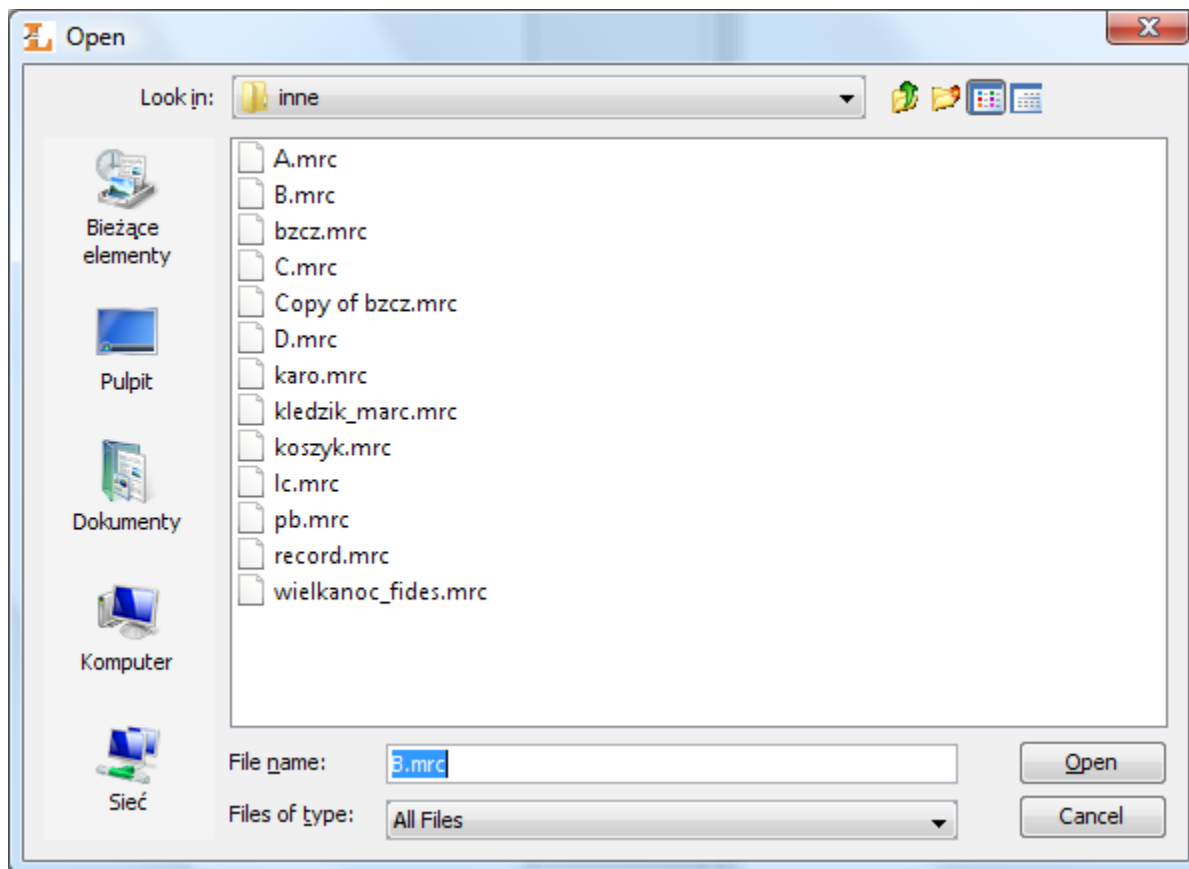 Open
Look in:
inne
Bieżące
elementy
Pulpit
Dokumenty
Komputer
Sieć
A.mrc
B.mrc
bzcz.mrc
C.mrc
Copy of bzcz.mrc
D.mrc
karo.mrc
kledzik_marc.mrc
koszyk.mrc
lc.mrc
pb.mrc
record.mrc
wielkanoc_fides.mrc
File name:
B.mrc
Open
Files of type:
All Files
Cancel